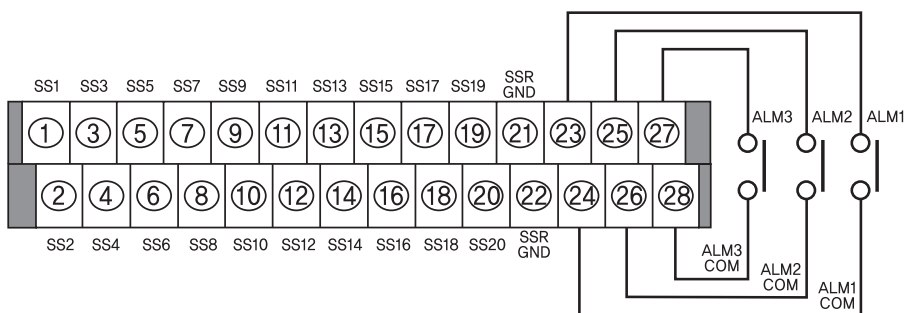 SS1 SS3 SS5 SS7 SS9 SS11 SS13 SS15 SS17 SS19 SSR GND
1 3 5 7 9 11 13 15 17 19 21 23 25 27
ALM3 ALM2 ALM1
2 4 6 8 10 12 14 16 18 20 22 24 26 28
SS2 SS4 SS6 SS8 SS10 SS12 SS14 SS16 SS18 SS20 SSR GND
ALM3 COM
ALM2 COM
ALM1 COM